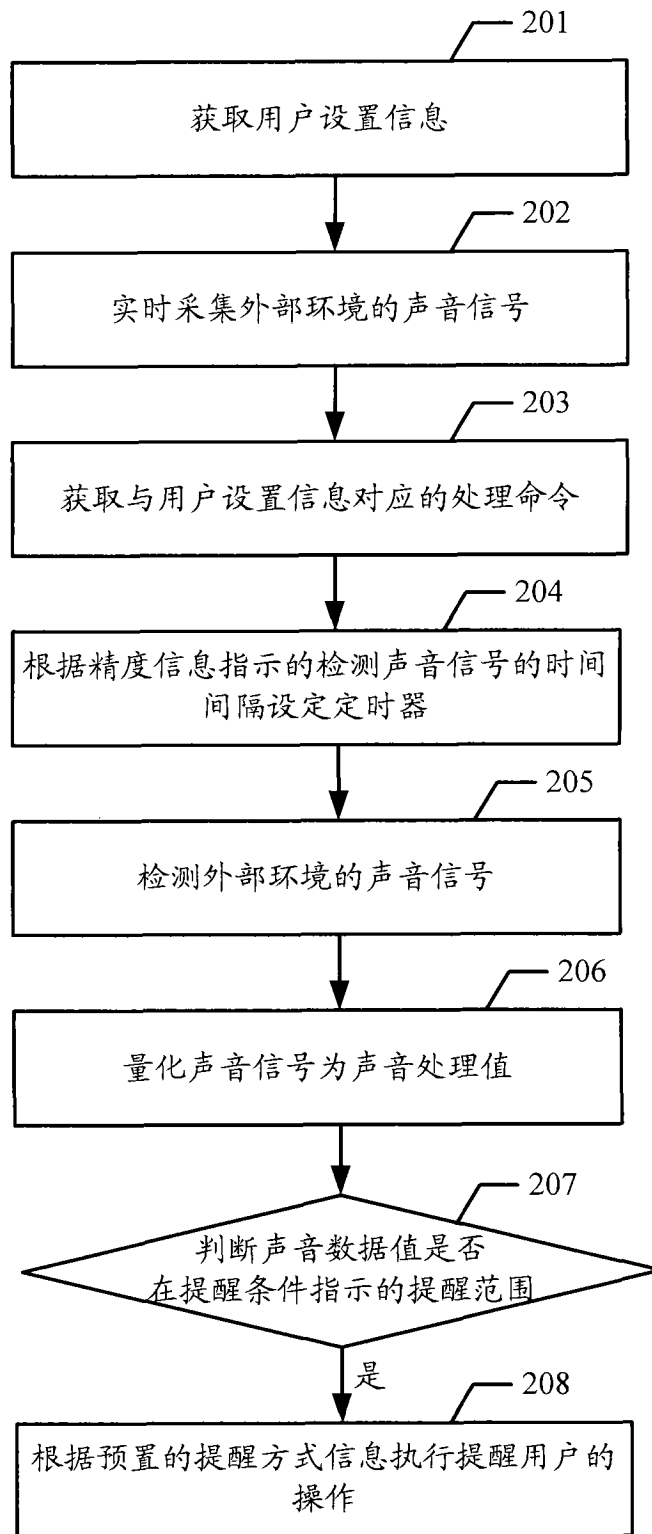 201
获取用户设置信息
202
实时采集外部环境的声音信号
203
获取与用户设置信息对应的处理命令
204
根据精度信息指示的检测声音信号的时间
间隔设定定时器
205
检测外部环境的声音信号
206
量化声音信号为声音处理值
207
判断声音数据值是否
在提醒条件指示的提醒范围
是
208
根据预置的提醒方式信息执行提醒用户的
操作